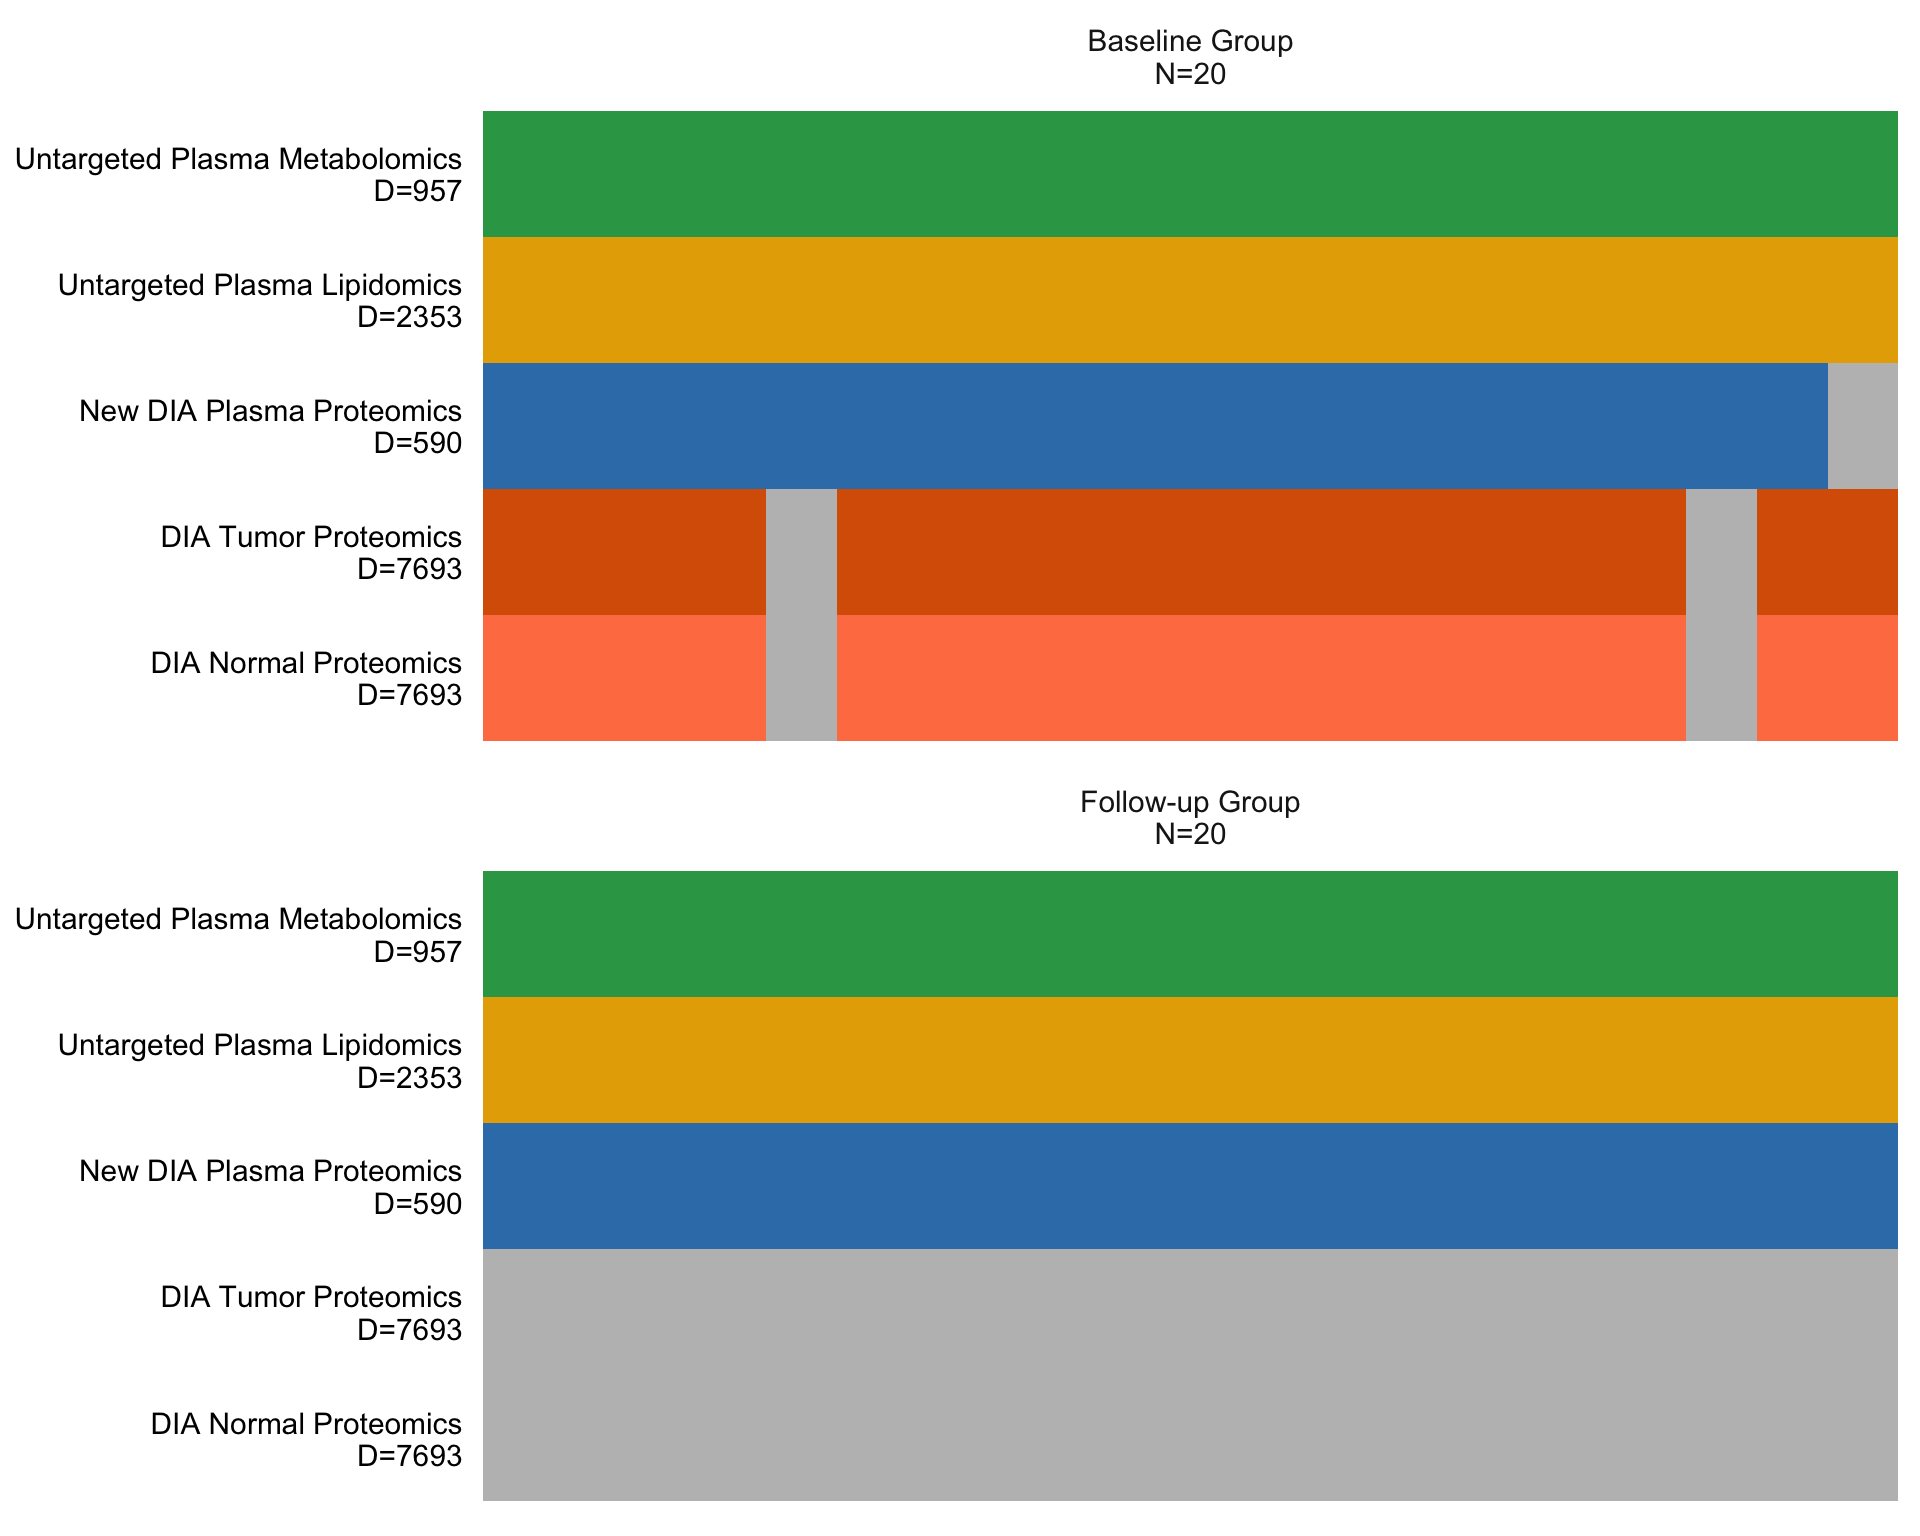 Baseline Group
N=20
Untargeted Plasma Metabolomics
D=957
Untargeted Plasma Lipidomics
D=2353
New DIA Plasma Proteomics
D=590
DIA Tumor Proteomics
D=7693
DIA Normal Proteomics
D=7693
Follow-up Group
N=20
Untargeted Plasma Metabolomics
D=957
Untargeted Plasma Lipidomics
D=2353
New DIA Plasma Proteomics
D=590
DIA Tumor Proteomics
D=7693
DIA Normal Proteomics
D=7693